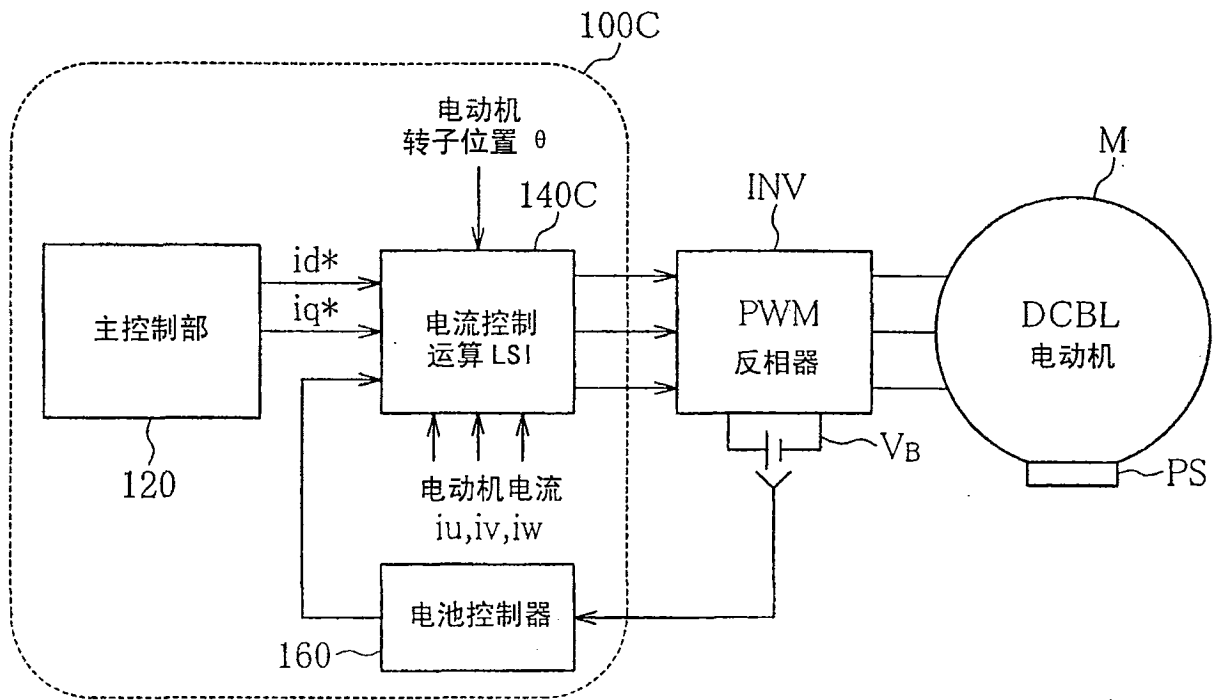 100C
电动机
转子位置 θ
140C
INV
M
id*
iq*
主控制部
电流控制
运算 LSI
PWM
反相器
DCBL
电动机
120
VB
PS
电动机电流
iu,iv,iw
电池控制器
160